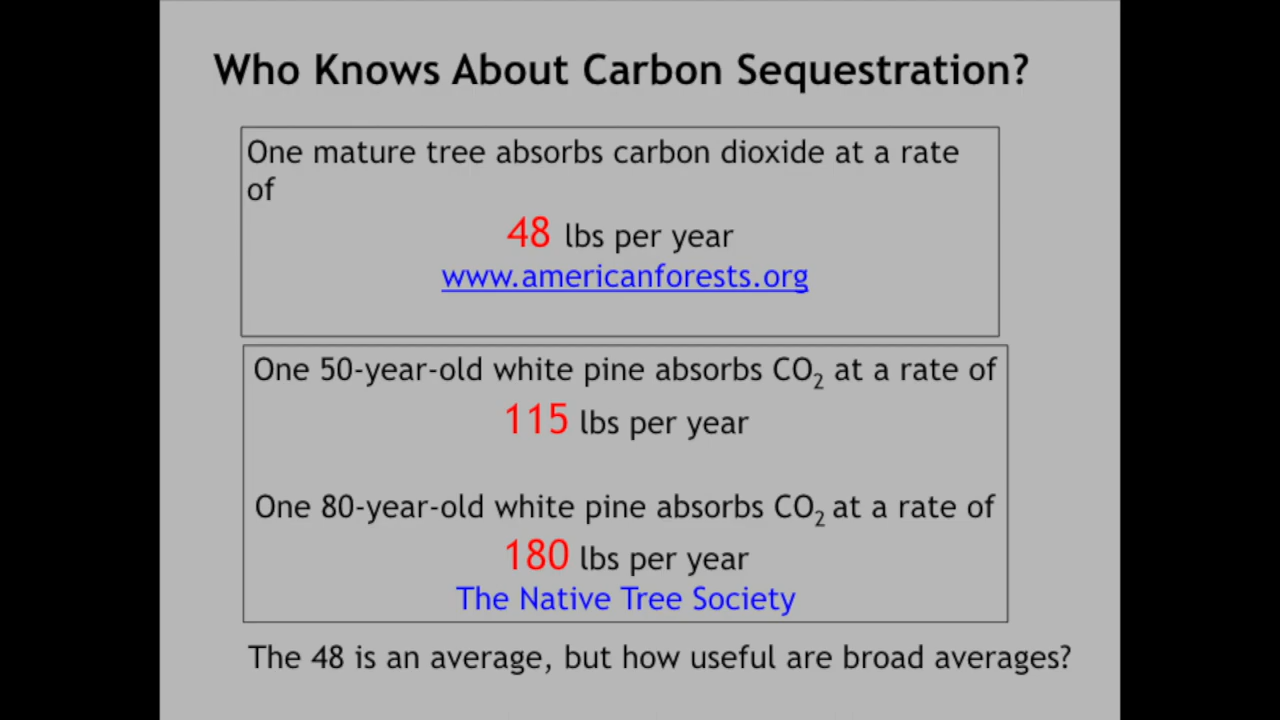 Who Knows About Carbon Sequestration?
One mature tree absorbs carbon dioxide at a rate
of
48 lbs per year
www.americanforests.org
One 50-year-old white pine absorbs CO₂ at a rate of
115 lbs per year
One 80-year-old white pine absorbs CO₂ at a rate of
180 lbs per year
The Native Tree Society
The 48 is an average, but how useful are broad averages?